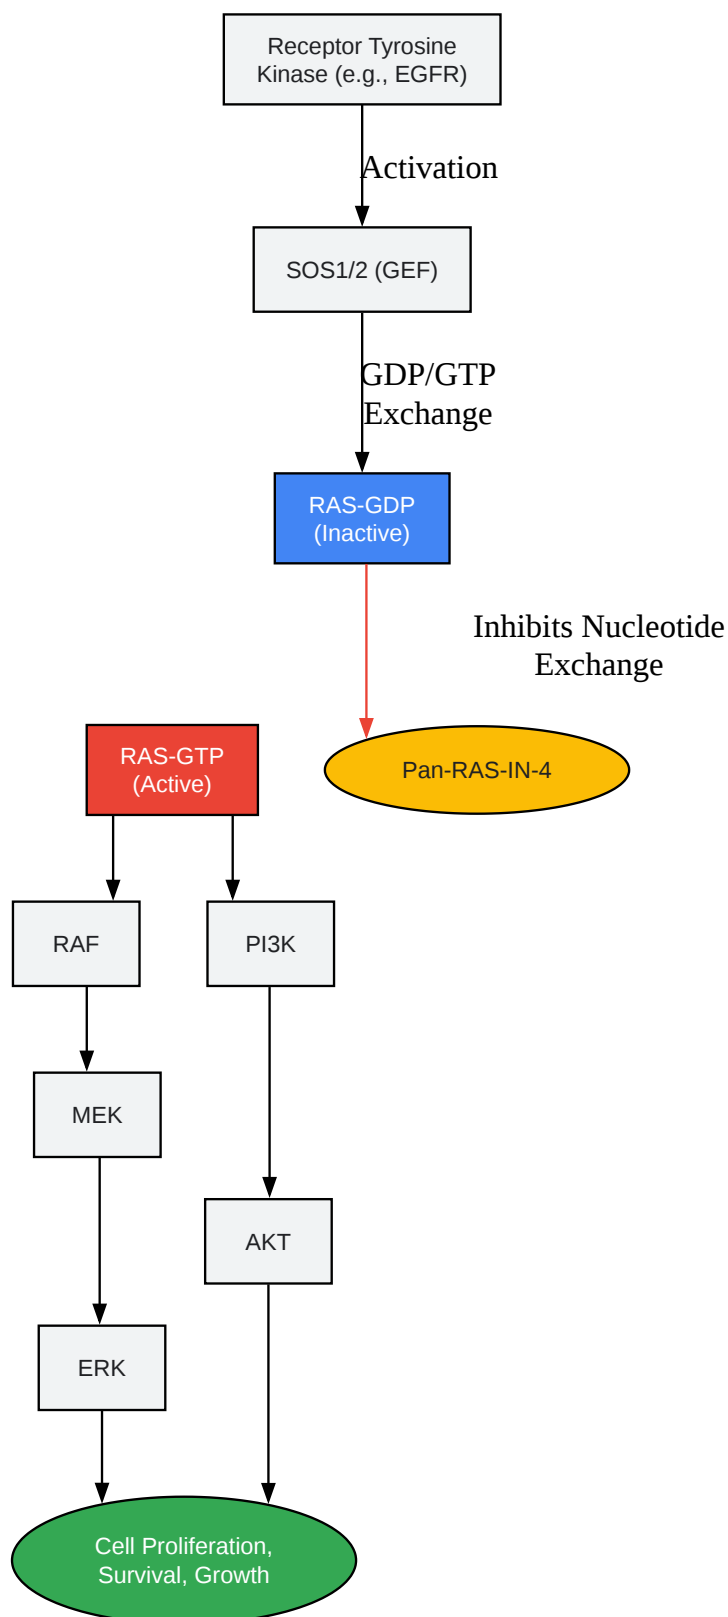 Receptor Tyrosine
Kinase (e.g., EGFR)
Activation
SOS1/2 (GEF)
GDP/GTP
Exchange
RAS-GDP
(Inactive)
Inhibits Nucleotide
Exchange
RAS-GTP
(Active)
Pan-RAS-IN-4
RAF
PI3K
MEK
AKT
ERK
Cell Proliferation,
Survival, Growth